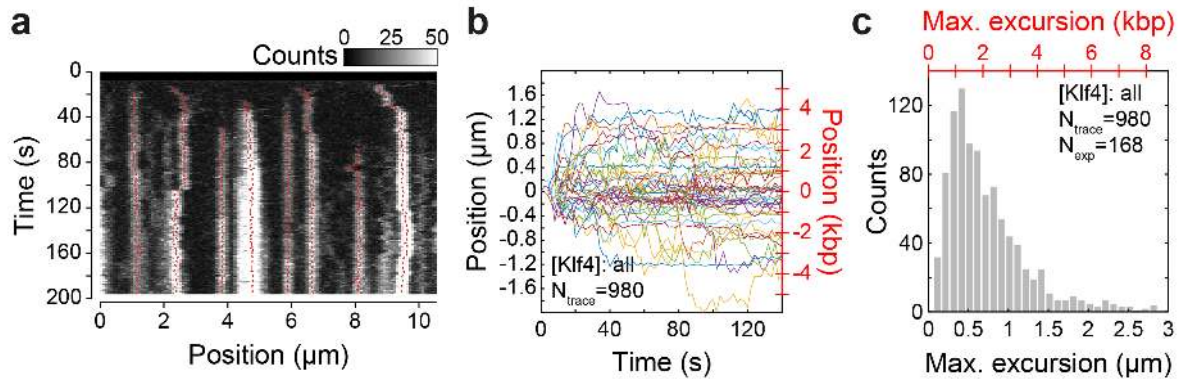 a
Counts 0 25 50
Time (s)
0
40
80
120
160
200
0 2 4 6 8 10
Position (µm)
b
Position (µm)
1.6
1.2
0.8
0.4
0
-0.4
-0.8
-1.2
-1.6
[Klf4]: all
N_trace=980
0 40 80 120
Time (s)
4
2
0
-2
-4
Position (kbp)
c
Max. excursion (kbp)
0 2 4 6 8
[Klf4]: all
N_trace=980
N_exp=168
Counts
120
80
40
0
0 0.5 1 1.5 2 2.5 3
Max. excursion (µm)